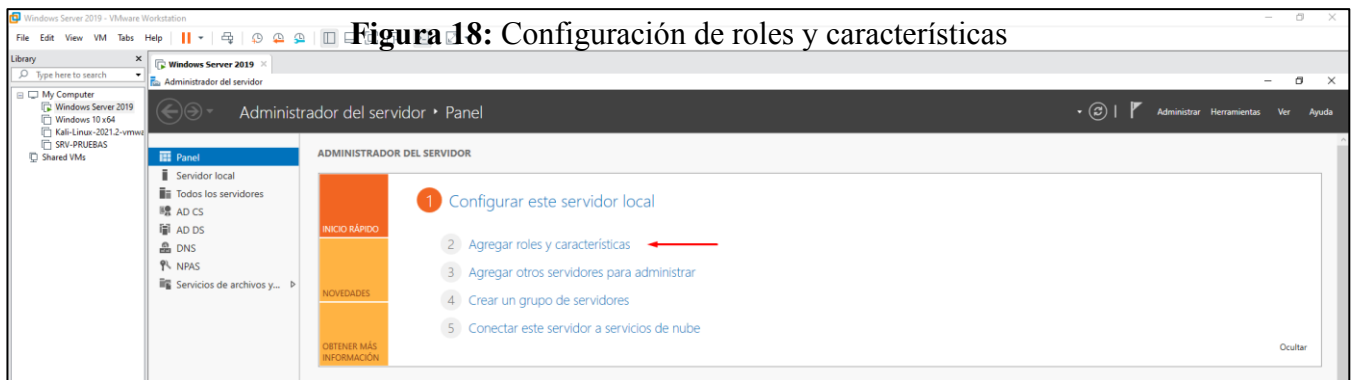 Windows Server 2019 - VMware Workstation
Figura 18: Configuración de roles y características
File Edit View VM Tabs Help
Library
Type here to search
My Computer
Windows Server 2019
Windows 10 x64
Kali-Linux-2021.2-vmwa
SRV-PRUEBAS
Shared VMs
Windows Server 2019
Administrador del servidor
Administrador del servidor Panel
Administrar Herramientas Ver Ayuda
Panel
Servidor local
Todos los servidores
AD CS
AD DS
DNS
NPAS
Servicios de archivos y...
ADMINISTRADOR DEL SERVIDOR
INICIO RÁPIDO
NOVEDADES
OBTENER MÁS
INFORMACIÓN
1 Configurar este servidor local
2 Agregar roles y características
3 Agregar otros servidores para administrar
4 Crear un grupo de servidores
5 Conectar este servidor a servicios de nube
Ocultar